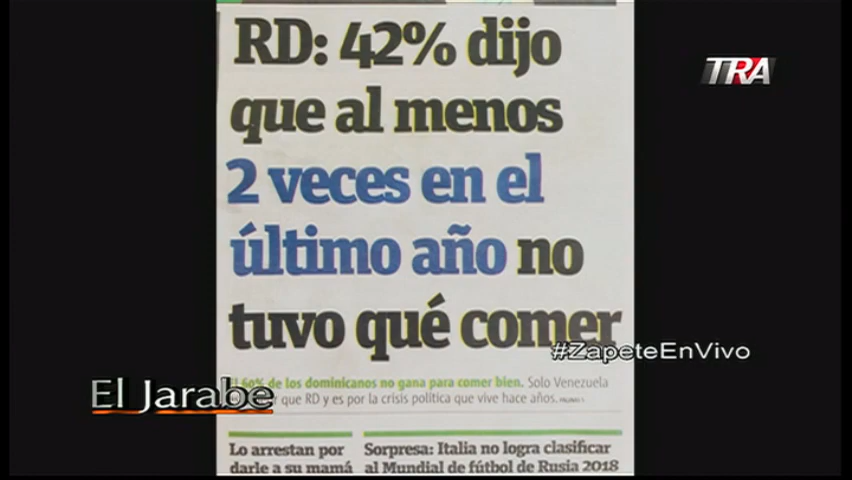 RD: 42% dijo
que al menos
2 veces en el
último año no
tuvo qué comer
TRA
#ZapeteEnVivo
El 60% de los dominicanos no gana para comer bien. Solo Venezuela
que RD y es por la crisis política que vive hace años.
El Jarabe
Lo arrestan por
darle a su mamá
Sorpresa: Italia no logra clasificar
al Mundial de fútbol de Rusia 2018